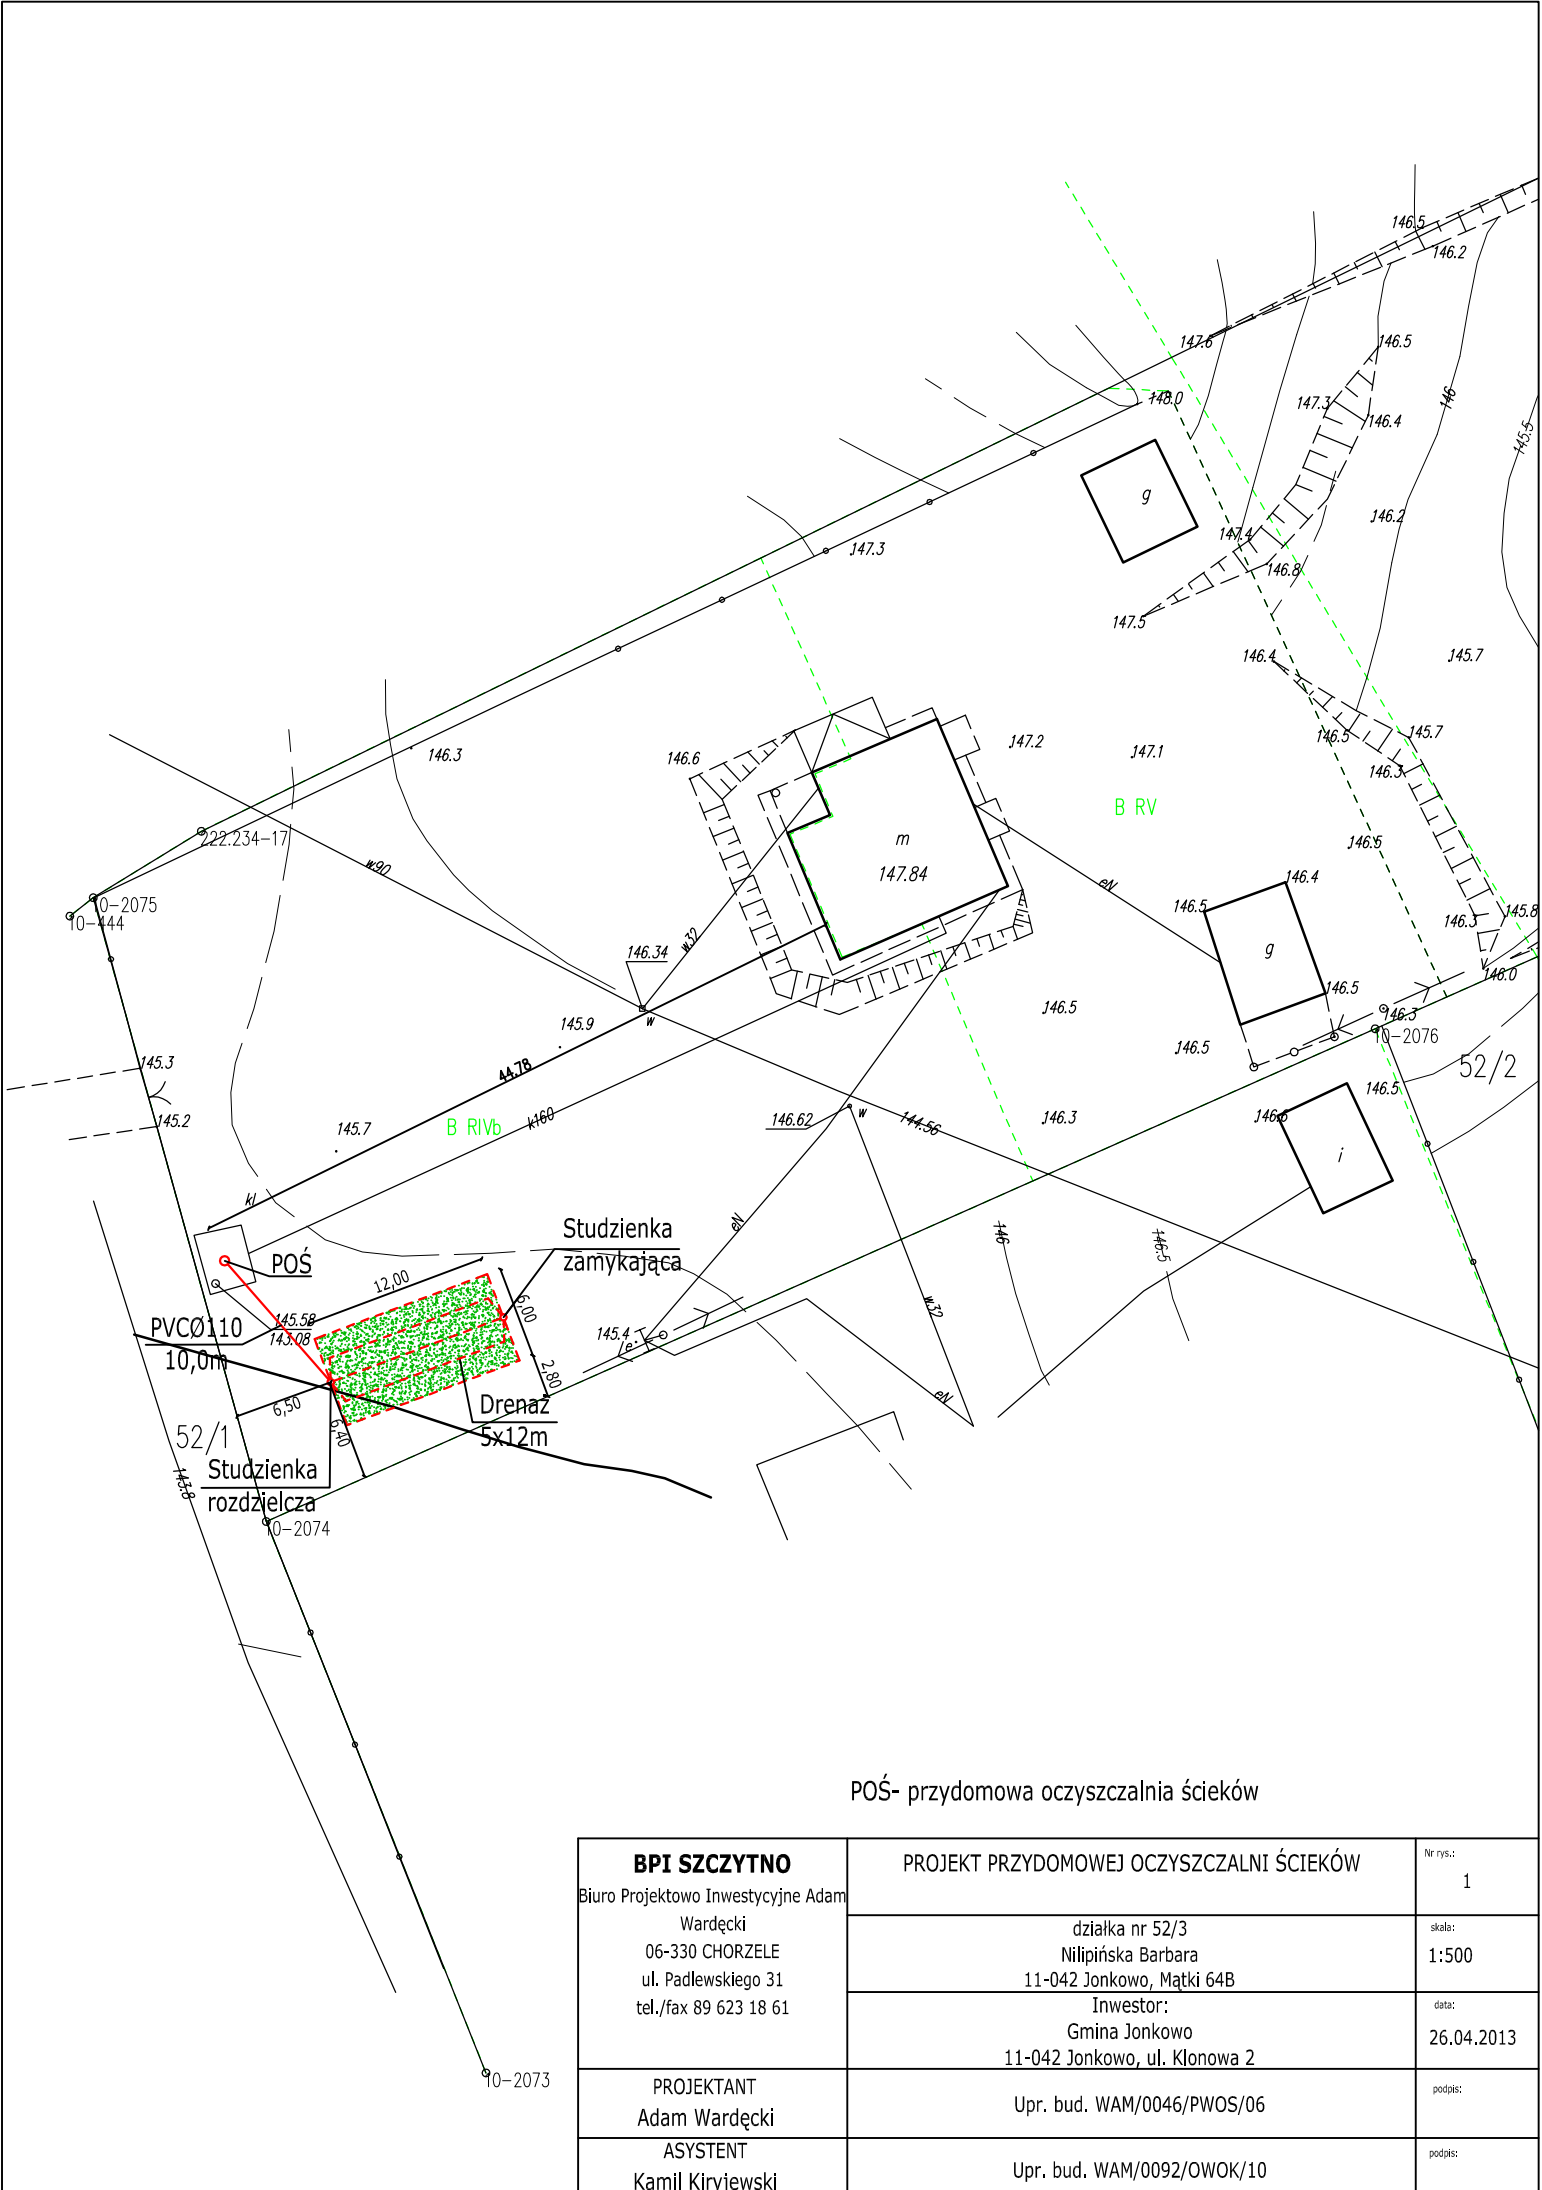 146.5
146.2
147.6
146.5
148.0
147.3
146.4
146
145.5
g
146.2
147.4
147.3
146.8
147.5
146.4
145.7
146.3
146.6
147.2
147.1
146.5
145.7
146.3
B RV
222.234-17
m
147.84
146.5
w90
eN
146.4
10-2075
10-444
146.5
146.3
145.8
w32
146.34
g
146.0
146.5
146.5
w
145.9
146.3
10-2076
145.3
44.78
146.5
52/2
146.5
145.2
145.7
B RIVb
k160
146.62
w
144.56
146.3
146.6
i
kl
Studzienka
zamykająca
eN
146
146.5
POŚ
12,00
6,00
w32
PVCØ110
10,0m
145.58
143.08
145.4
e
2,80
6,50
6,40
Drenaż
5x12m
eN
52/1
Studzienka
rozdzielcza
143.8
10-2074
10-2073
POŚ- przydomowa oczyszczalnia ścieków
BPI SZCZYTNO
Biuro Projektowo Inwestycyjne Adam
Wardęcki
06-330 CHORZELE
ul. Padlewskiego 31
tel./fax 89 623 18 61
PROJEKT PRZYDOMOWEJ OCZYSZCZALNI ŚCIEKÓW
Nr rys.:
1
działka nr 52/3
Nilipińska Barbara
11-042 Jonkowo, Mątki 64B
skala:
1:500
Inwestor:
Gmina Jonkowo
11-042 Jonkowo, ul. Klonowa 2
data:
26.04.2013
PROJEKTANT
Adam Wardęcki
Upr. bud. WAM/0046/PWOS/06
podpis:
ASYSTENT
Kamil Kiryjewski
Upr. bud. WAM/0092/OWOK/10
podpis: